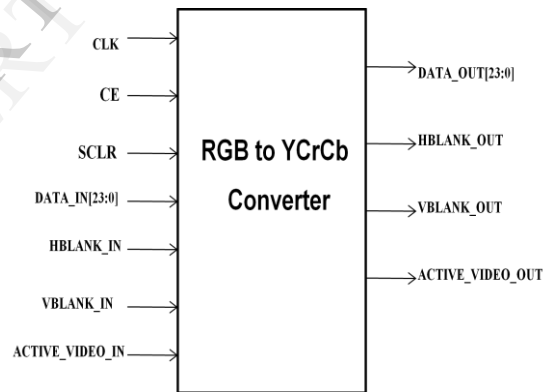 CLK
CE
SCLR
DATA_IN[23:0]
HBLANK_IN
VBLANK_IN
ACTIVE_VIDEO_IN
RGB to YCrCb
Converter
DATA_OUT[23:0]
HBLANK_OUT
VBLANK_OUT
ACTIVE_VIDEO_OUT